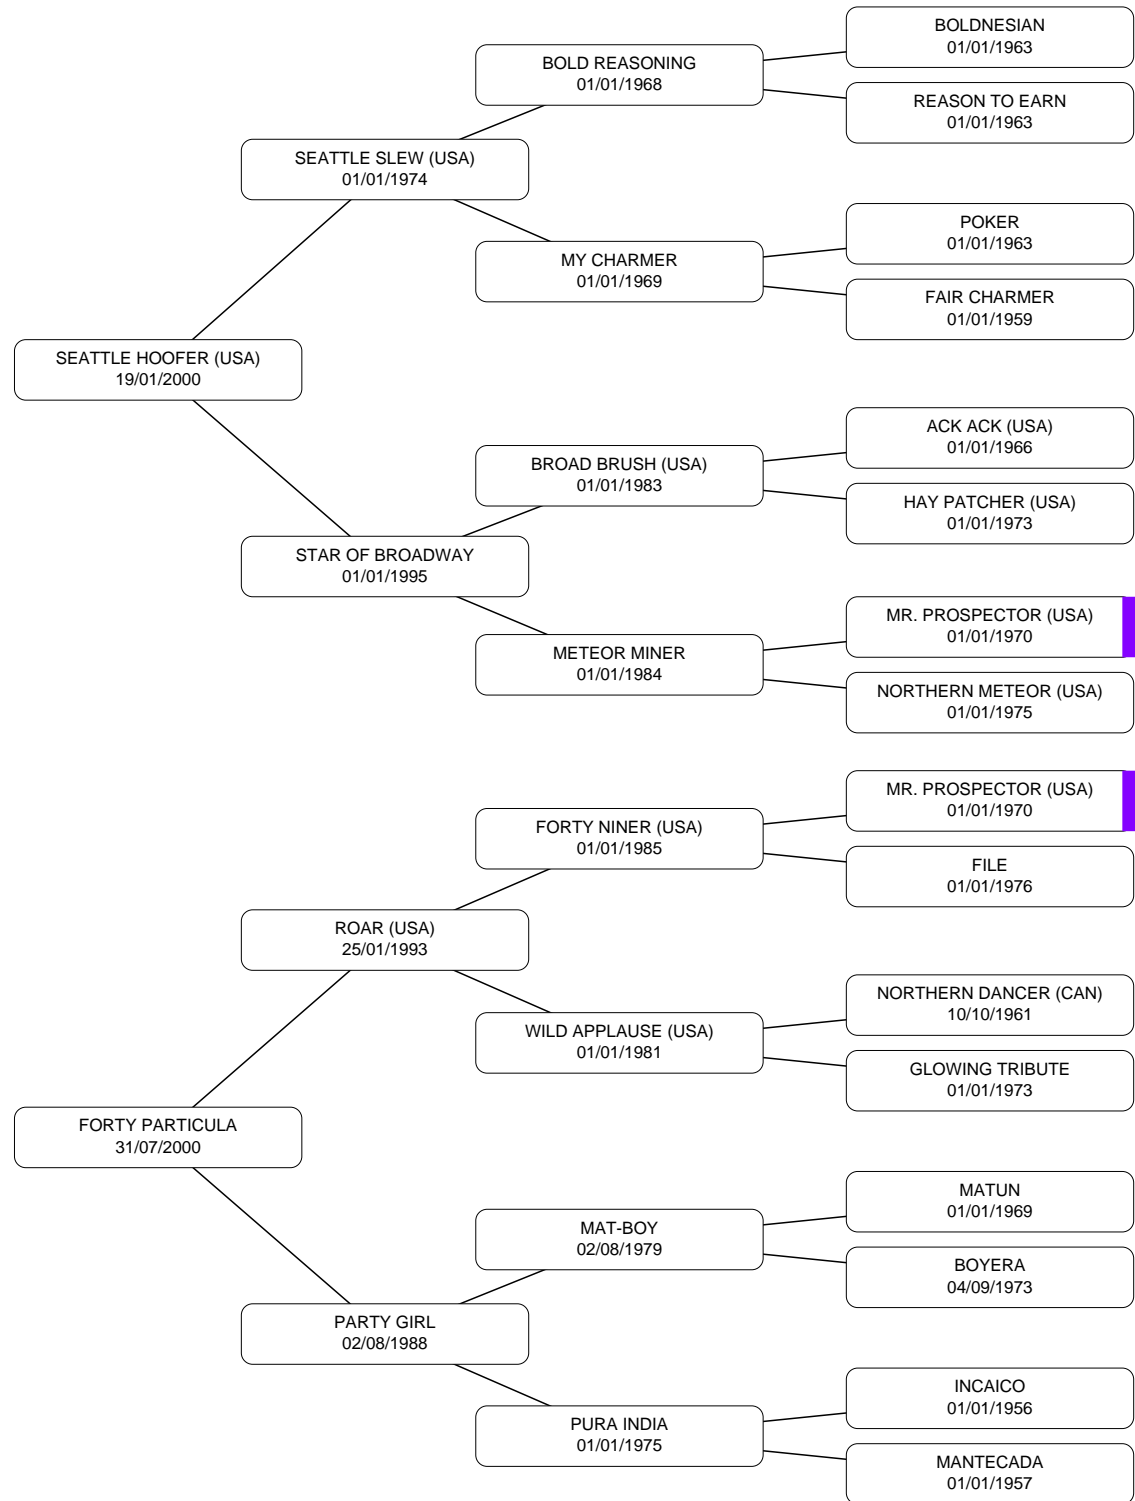 BOLDNESIAN
01/01/1963
BOLD REASONING
01/01/1968
REASON TO EARN
01/01/1963
SEATTLE SLEW (USA)
01/01/1974
POKER
01/01/1963
MY CHARMER
01/01/1969
FAIR CHARMER
01/01/1959
SEATTLE HOOFER (USA)
19/01/2000
ACK ACK (USA)
01/01/1966
BROAD BRUSH (USA)
01/01/1983
HAY PATCHER (USA)
01/01/1973
STAR OF BROADWAY
01/01/1995
MR. PROSPECTOR (USA)
01/01/1970
METEOR MINER
01/01/1984
NORTHERN METEOR (USA)
01/01/1975
MR. PROSPECTOR (USA)
01/01/1970
FORTY NINER (USA)
01/01/1985
FILE
01/01/1976
ROAR (USA)
25/01/1993
NORTHERN DANCER (CAN)
10/10/1961
WILD APPLAUSE (USA)
01/01/1981
GLOWING TRIBUTE
01/01/1973
FORTY PARTICULA
31/07/2000
MATUN
01/01/1969
MAT-BOY
02/08/1979
BOYERA
04/09/1973
PARTY GIRL
02/08/1988
INCAICO
01/01/1956
PURA INDIA
01/01/1975
MANTECADA
01/01/1957